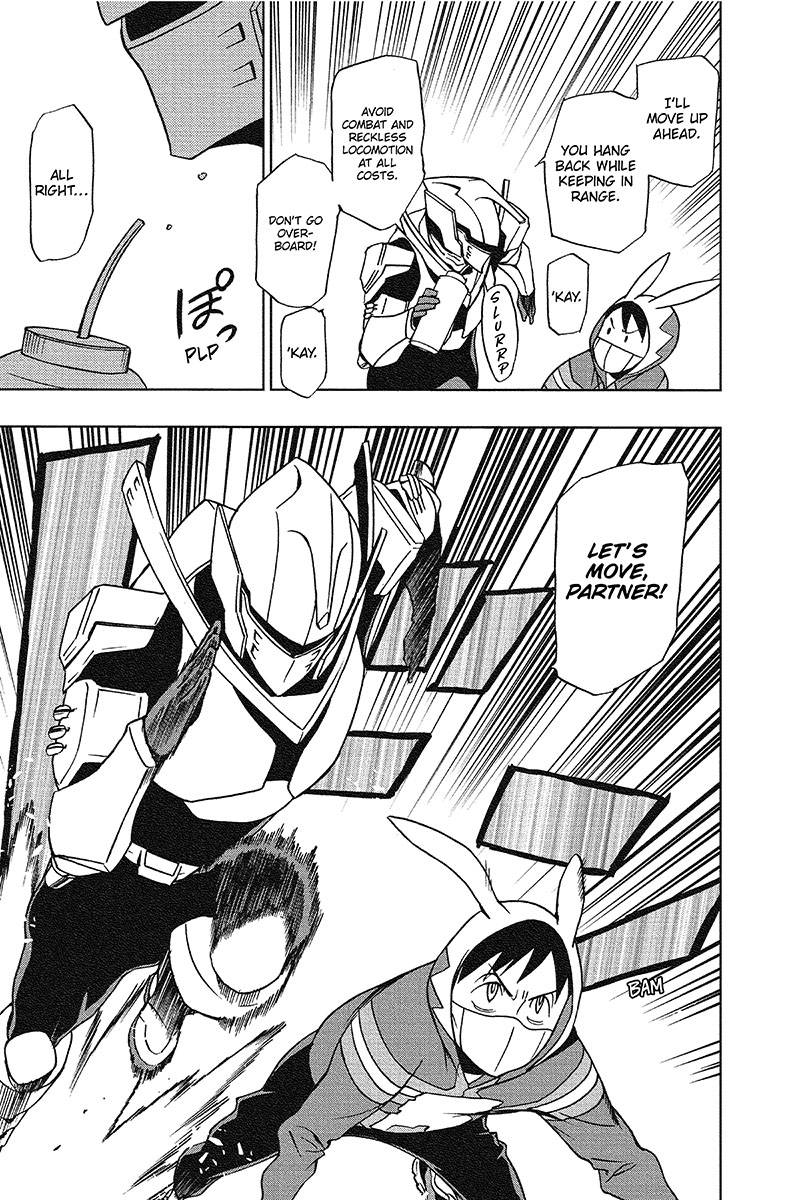 I'LL
MOVE UP
AHEAD.
YOU HANG
BACK WHILE
KEEPING IN
RANGE.
'KAY.
AVOID
COMBAT AND
RECKLESS
LOCOMOTION
AT ALL
COSTS.
DON'T GO
OVER-
BOARD!
'KAY.
SLURRP
ALL
RIGHT...
ぽっ
PLP
LET'S
MOVE,
PARTNER!
BAM